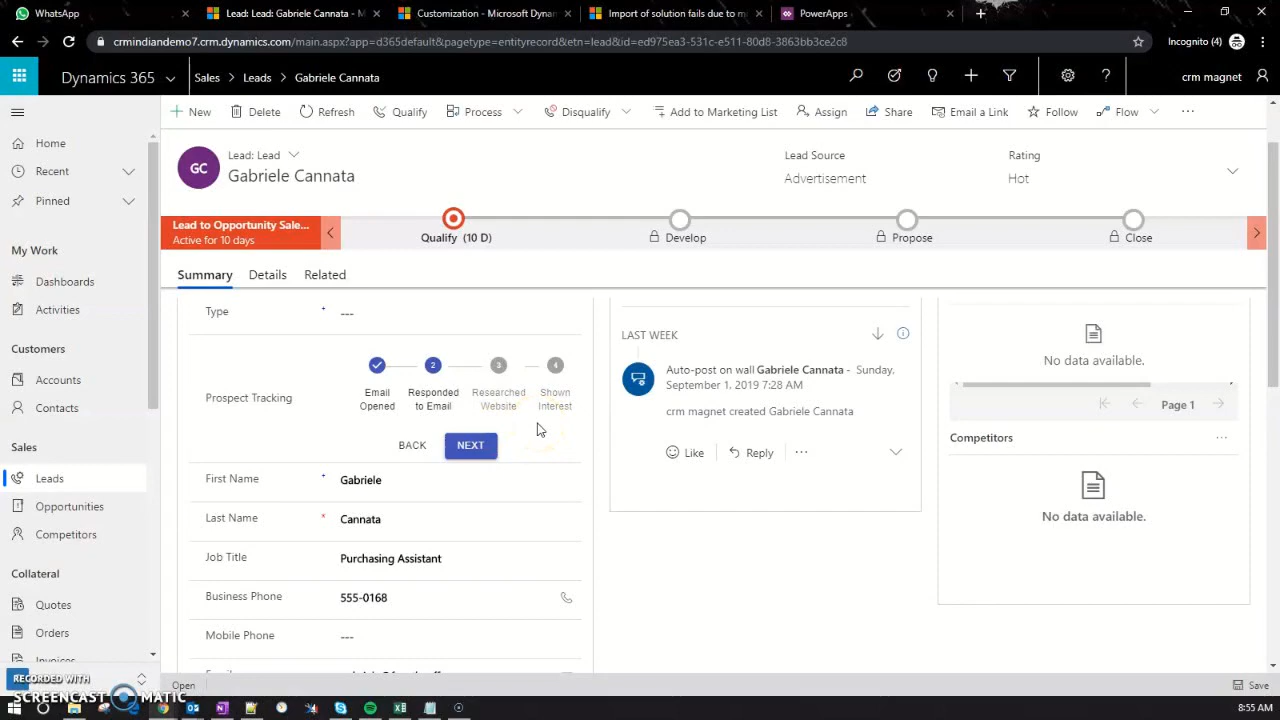 WhatsApp
Lead: Lead: Gabriele Cannata - M
Customization - Microsoft Dynam
Import of solution fails due to mi
PowerApps
crmindiandemo7.crm.dynamics.com/main.aspx?app=d365default&pagetype=entityrecord&etn=lead&id=ed975ea3-531c-e511-80d8-3863bb3ce2c8
Incognito (4)
Dynamics 365
Sales > Leads > Gabriele Cannata
crm magnet
New Delete Refresh Qualify Process Disqualify Add to Marketing List Assign Share Email a Link Follow Flow
Home
Recent
Pinned
My Work
Dashboards
Activities
Customers
Accounts
Contacts
Sales
Leads
Opportunities
Competitors
Collateral
Quotes
Orders
Invoices
GC
Lead: Lead
Gabriele Cannata
Lead Source
Advertisement
Rating
Hot
Lead to Opportunity Sale...
Active for 10 days
Qualify (10 D)
Develop
Propose
Close
Summary Details Related
Type
---
Prospect Tracking
2 3 4
Email
Opened
Responded
to Email
Researched
Website
Shown
Interest
BACK NEXT
First Name + Gabriele
Last Name * Cannata
Job Title Purchasing Assistant
Business Phone 555-0168
Mobile Phone ---
LAST WEEK
Auto-post on wall Gabriele Cannata - Sunday,
September 1, 2019 7:28 AM
crm magnet created Gabriele Cannata
Like Reply ...
No data available.
Page 1
Competitors
No data available.
RECORDED WITH
SCREENCAST MATIC
Open
Save
8:55 AM